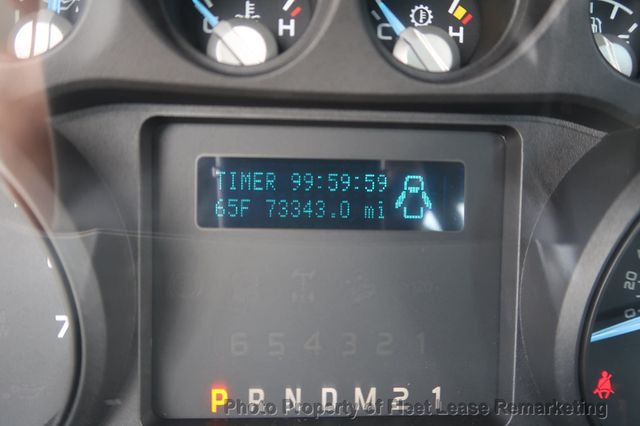 C H
C H
TIMER 99:59:59
65F 73343.0 mi
7
6 5 4 3 2 1
P R N D M 2 1
Photo Property of Fleet Lease Remarketing